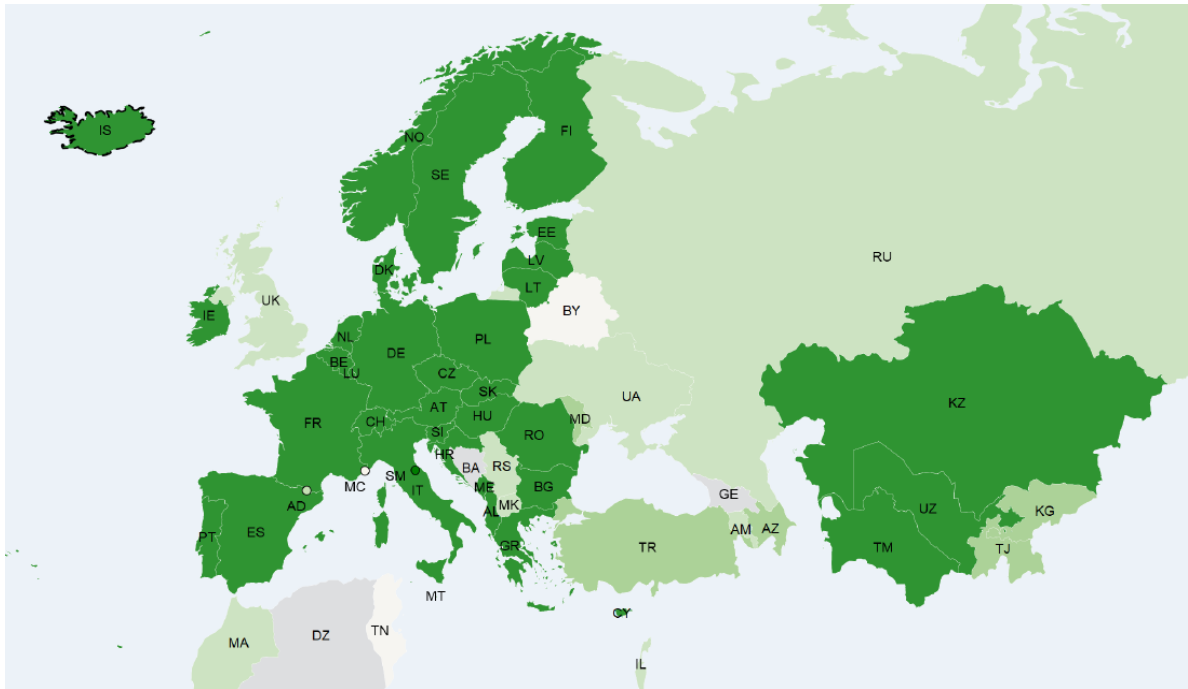 IS
NO
FI
SE
EE
LV
DK
LT
RU
UK
IE
BY
NL
PL
BE
DE
LU
CZ
SK
UA
AT
KZ
HU
MD
FR
CH
RO
SI
HR
BA
RS
SM
MC
IT
ME
BG
AD
GE
MK
UZ
KG
AL
PT
ES
AM
AZ
GR
TR
TM
TJ
MT
CY
TN
DZ
MA
IL